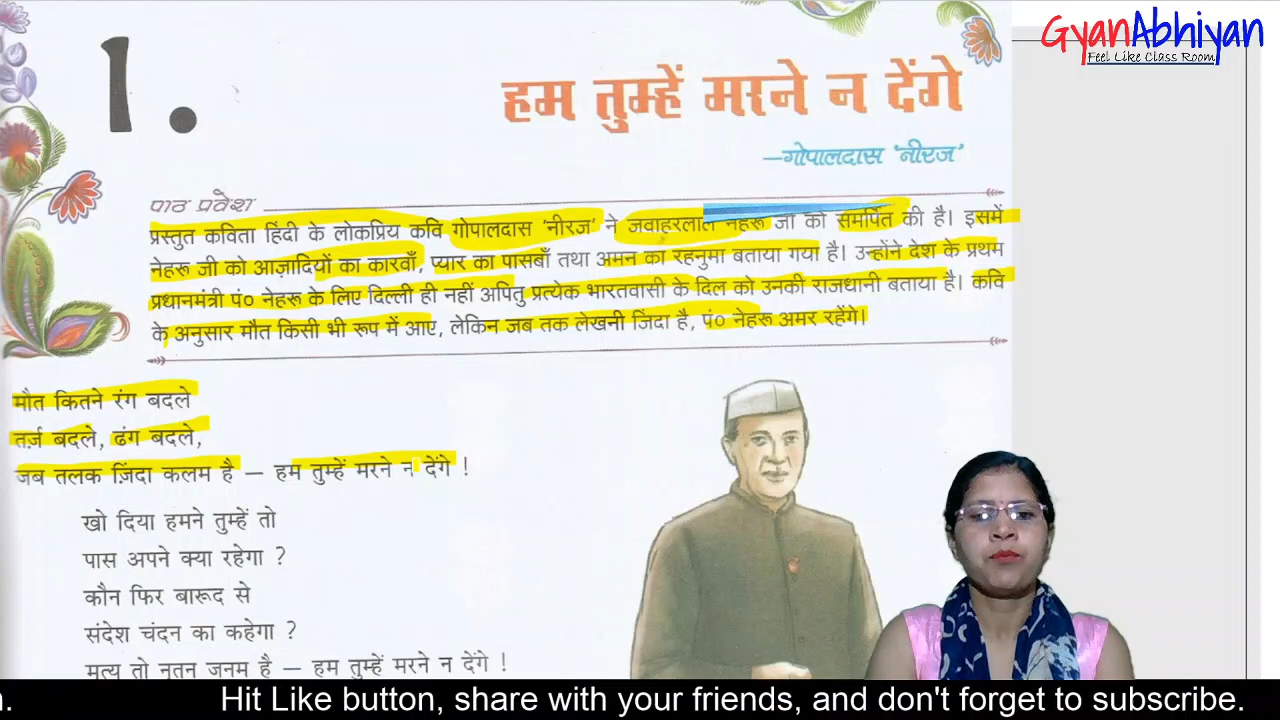 GyanAbhiyan
Feel Like Class Room
1.
हम तुम्हें मरने न देंगे
—गोपालदास 'नीरज'
पाठ प्रवेश
प्रस्तुत कविता हिंदी के लोकप्रिय कवि गोपालदास 'नीरज' ने जवाहरलाल नेहरू जी को समर्पित की है। इसमें
नेहरू जी को आज़ादियों का कारवाँ, प्यार का पासबाँ तथा अमन का रहनुमा बताया गया है। उन्होंने देश के प्रथम
प्रधानमंत्री पं० नेहरू के लिए दिल्ली ही नहीं अपितु प्रत्येक भारतवासी के दिल को उनकी राजधानी बताया है। कवि
के अनुसार मौत किसी भी रूप में आए, लेकिन जब तक लेखनी जिंदा है, पं० नेहरू अमर रहेंगे।
मौत कितने रंग बदले
तर्ज़ बदले, ढंग बदले,
जब तलक ज़िंदा कलम है — हम तुम्हें मरने न देंगे !
खो दिया हमने तुम्हें तो
पास अपने क्या रहेगा ?
कौन फिर बारूद से
संदेश चंदन का कहेगा ?
मृत्यु तो नूतन जनम है — हम तुम्हें मरने न देंगे !
n. Hit Like button, share with your friends, and don't forget to subscribe.